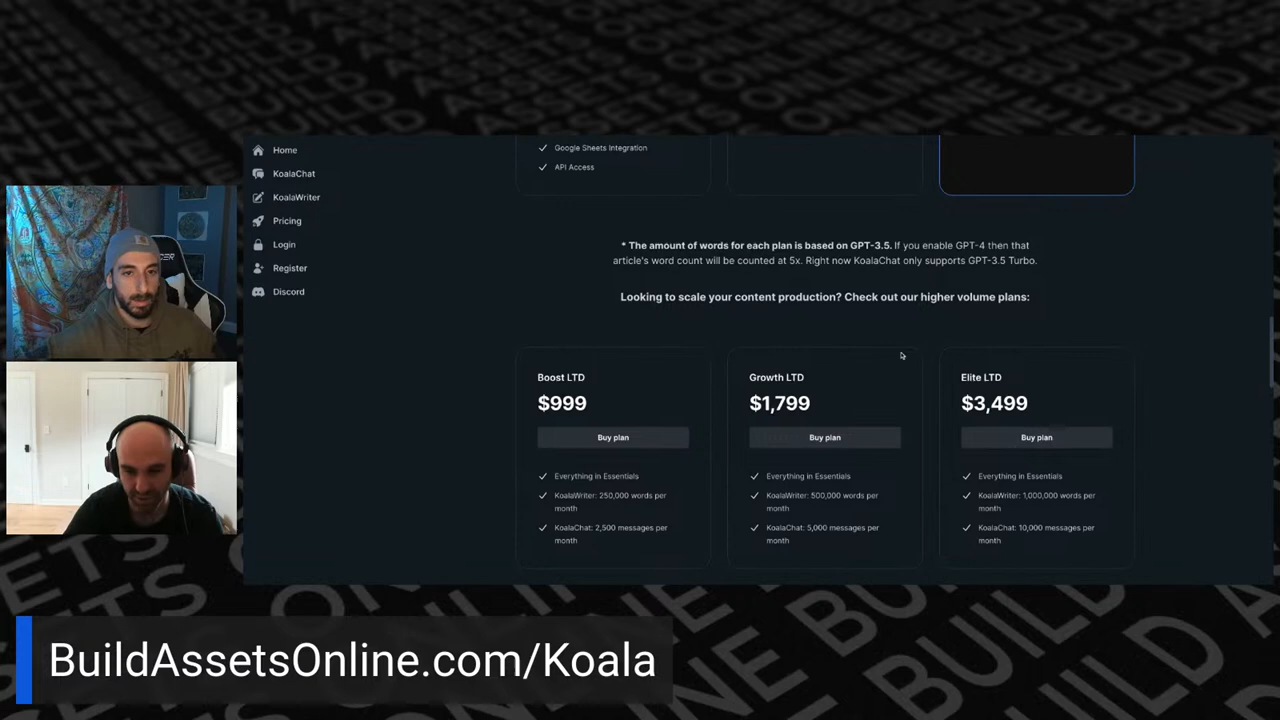 Home
KoalaChat
KoalaWriter
Pricing
Login
Register
Discord
Google Sheets Integration
API Access
* The amount of words for each plan is based on GPT-3.5. If you enable GPT-4 then that
article's word count will be counted at 5x. Right now KoalaChat only supports GPT-3.5 Turbo.
Looking to scale your content production? Check out our higher volume plans:
Boost LTD
$999
Buy plan
Everything in Essentials
KoalaWriter: 250,000 words per
month
KoalaChat: 2,500 messages per
month
Growth LTD
$1,799
Buy plan
Everything in Essentials
KoalaWriter: 500,000 words per
month
KoalaChat: 5,000 messages per
month
Elite LTD
$3,499
Buy plan
Everything in Essentials
KoalaWriter: 1,000,000 words per
month
KoalaChat: 10,000 messages per
month
BuildAssetsOnline.com/Koala